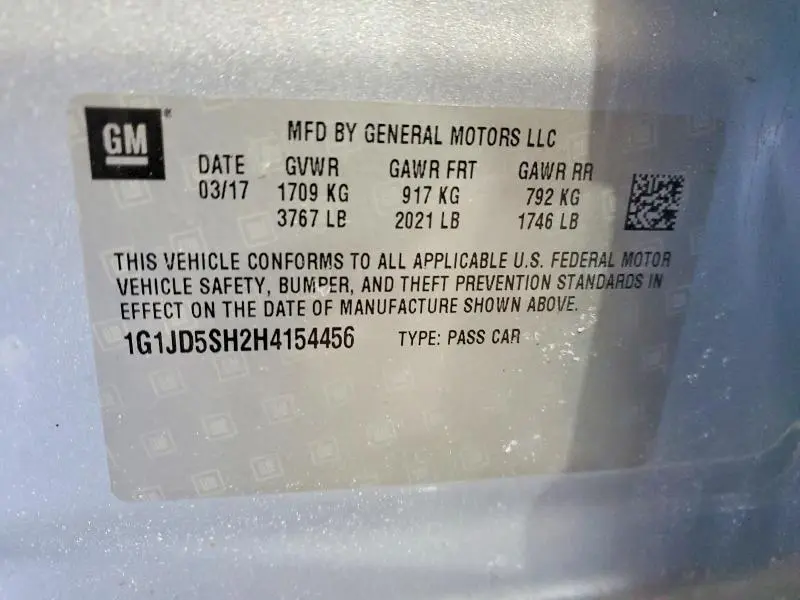 GM ®
MFD BY GENERAL MOTORS LLC
DATE GVWR GAWR FRT GAWR RR
03/17 1709 KG 917 KG 792 KG
3767 LB 2021 LB 1746 LB
THIS VEHICLE CONFORMS TO ALL APPLICABLE U.S. FEDERAL MOTOR
VEHICLE SAFETY, BUMPER, AND THEFT PREVENTION STANDARDS IN
EFFECT ON THE DATE OF MANUFACTURE SHOWN ABOVE.
1G1JD5SH2H4154456 TYPE: PASS CAR